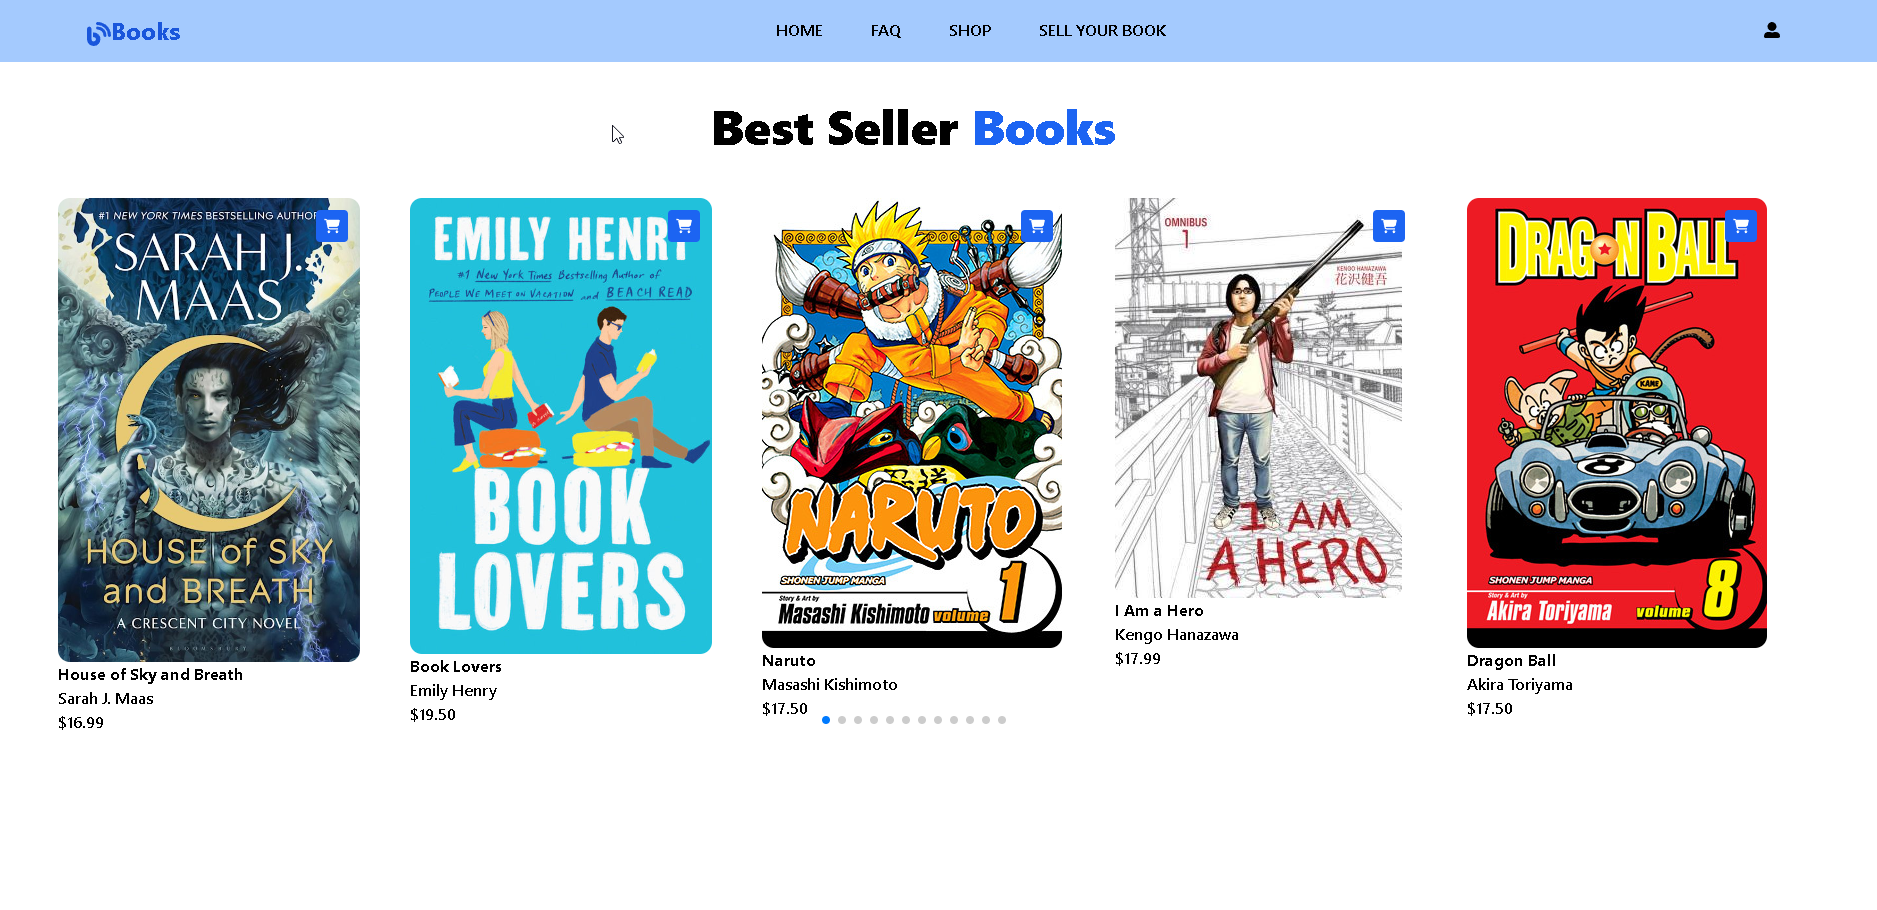 Books
HOME FAQ SHOP SELL YOUR BOOK
Best Seller Books
#1 NEW YORK TIMES BESTSELLING AUTHOR
SARAH J.
MAAS
HOUSE of SKY
and BREATH
A CRESCENT CITY NOVEL
BLOOMSBURY
House of Sky and Breath
Sarah J. Maas
$16.99
EMILY HENRY
#1 New York Times Bestselling Author of
PEOPLE WE MEET ON VACATION and BEACH READ
BOOK
LOVERS
Book Lovers
Emily Henry
$19.50
NARUTO
SHONEN JUMP MANGA
Story & Art by
Masashi Kishimoto volume 1
Naruto
Masashi Kishimoto
$17.50
OMNIBUS
1
KENGO HANAZAWA
花沢健吾
I AM
A HERO
I Am a Hero
Kengo Hanazawa
$17.99
DRAGON BALL
KAME
8
SHONEN JUMP MANGA
Story & Art by
Akira Toriyama volume 8
Dragon Ball
Akira Toriyama
$17.50